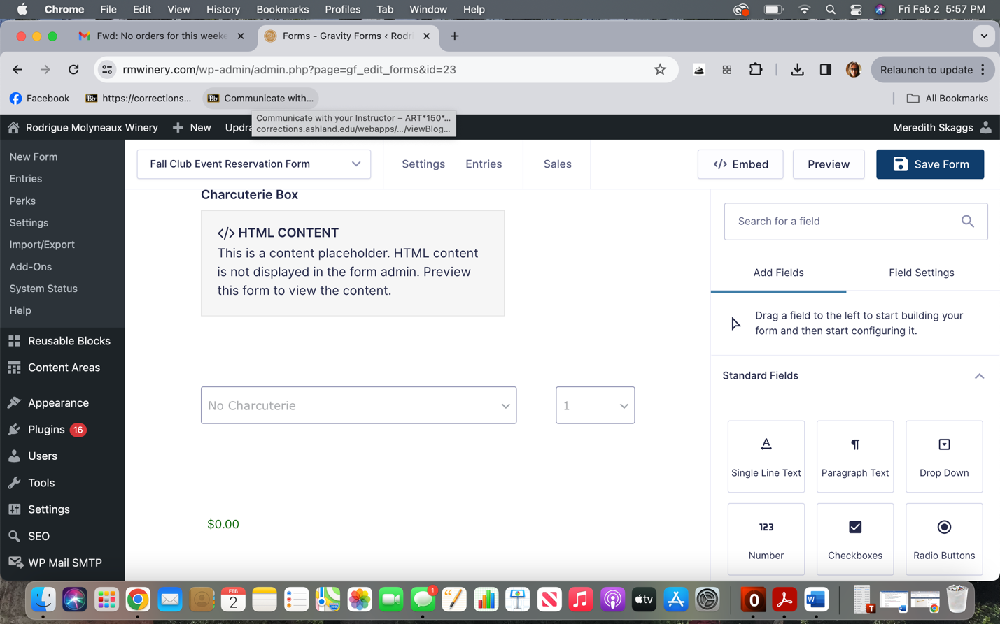 Chrome File Edit View History Bookmarks Profiles Tab Window Help Fri Feb 2 5:57 PM
Fwd: No orders for this weeke
Forms - Gravity Forms ‹ Rodri
rmwinery.com/wp-admin/admin.php?page=gf_edit_forms&id=23
Relaunch to update
Facebook
Bb https://corrections...
Bb Communicate with...
All Bookmarks
Communicate with your Instructor – ART*150*...
corrections.ashland.edu/webapps/.../viewBlog...
Rodrigue Molyneaux Winery
New
Updra
Meredith Skaggs
New Form
Entries
Perks
Settings
Import/Export
Add-Ons
System Status
Help
Reusable Blocks
Content Areas
Appearance
Plugins 16
Users
Tools
Settings
SEO
WP Mail SMTP
Fall Club Event Reservation Form
Settings
Entries
Sales
</> Embed
Preview
Save Form
Charcuterie Box
</> HTML CONTENT
This is a content placeholder. HTML content
is not displayed in the form admin. Preview
this form to view the content.
No Charcuterie
1
$0.00
Search for a field
Add Fields
Field Settings
Drag a field to the left to start building your
form and then start configuring it.
Standard Fields
A
Single Line Text
¶
Paragraph Text
Drop Down
123
Number
Checkboxes
Radio Buttons
FEB
2
1
tv
W
T